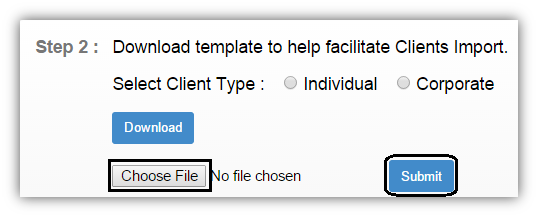 Step 2 : Download template to help facilitate Clients Import.
Select Client Type : Individual Corporate
Download
Choose File No file chosen Submit